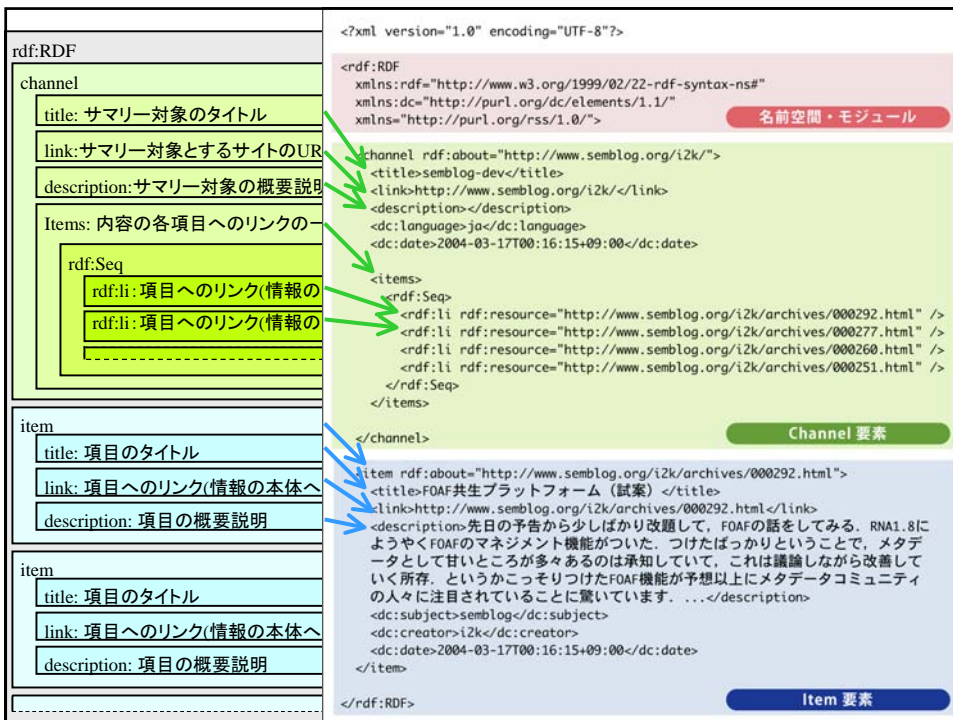 rdf:RDF
channel
title: サマリー対象のタイトル
link:サマリー対象とするサイトのUR
description:サマリー対象の概要説明
Items: 内容の各項目へのリンクの一
rdf:Seq
rdf:li：項目へのリンク(情報の
rdf:li：項目へのリンク(情報の
item
title: 項目のタイトル
link: 項目へのリンク(情報の本体へ
description: 項目の概要説明
item
title: 項目のタイトル
link: 項目へのリンク(情報の本体へ
description: 項目の概要説明
<?xml version="1.0" encoding="UTF-8"?>
<rdf:RDF
xmlns:rdf="http://www.w3.org/1999/02/22-rdf-syntax-ns#"
xmlns:dc="http://purl.org/dc/elements/1.1/"
xmlns="http://purl.org/rss/1.0/">
名前空間・モジュール
<channel rdf:about="http://www.semblog.org/i2k/">
<title>semblog-dev</title>
<link>http://www.semblog.org/i2k/</link>
<description></description>
<dc:language>ja</dc:language>
<dc:date>2004-03-17T00:16:15+09:00</dc:date>
<items>
<rdf:Seq>
<rdf:li rdf:resource="http://www.semblog.org/i2k/archives/000292.html" />
<rdf:li rdf:resource="http://www.semblog.org/i2k/archives/000277.html" />
<rdf:li rdf:resource="http://www.semblog.org/i2k/archives/000260.html" />
<rdf:li rdf:resource="http://www.semblog.org/i2k/archives/000251.html" />
</rdf:Seq>
</items>
</channel>
Channel 要素
<item rdf:about="http://www.semblog.org/i2k/archives/000292.html">
<title>FOAF共生プラットフォーム（試案）</title>
<link>http://www.semblog.org/i2k/archives/000292.html</link>
<description>先日の予告から少しばかり改題して，FOAFの話をしてみる．RNA1.8に
ようやくFOAFのマネジメント機能がついた．つけたばっかりということで，メタデ
ータとして甘いところが多々あるのは承知していて，これは議論しながら改善して
いく所存．というかこっそりつけたFOAF機能が予想以上にメタデータコミュニティ
の人々に注目されていることに驚いています．...</description>
<dc:subject>semblog</dc:subject>
<dc:creator>i2k</dc:creator>
<dc:date>2004-03-17T00:16:15+09:00</dc:date>
</item>
</rdf:RDF>
Item 要素